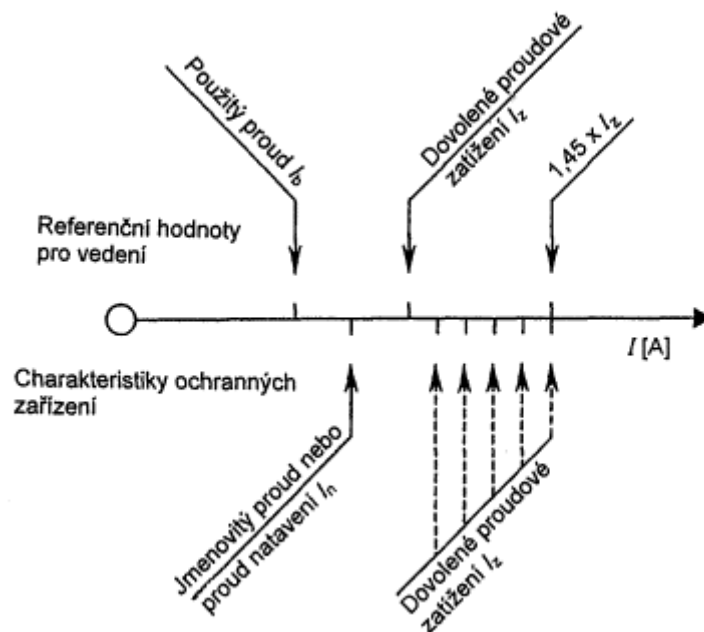 Použitý proud I_b
Dovolené proudové
zatížení I_z
1,45 x I_z
Referenční hodnoty
pro vedení
I [A]
Charakteristiky ochranných
zařízení
Jmenovitý proud nebo
proud natavení I_n
Dovolené proudové
zatížení I_z